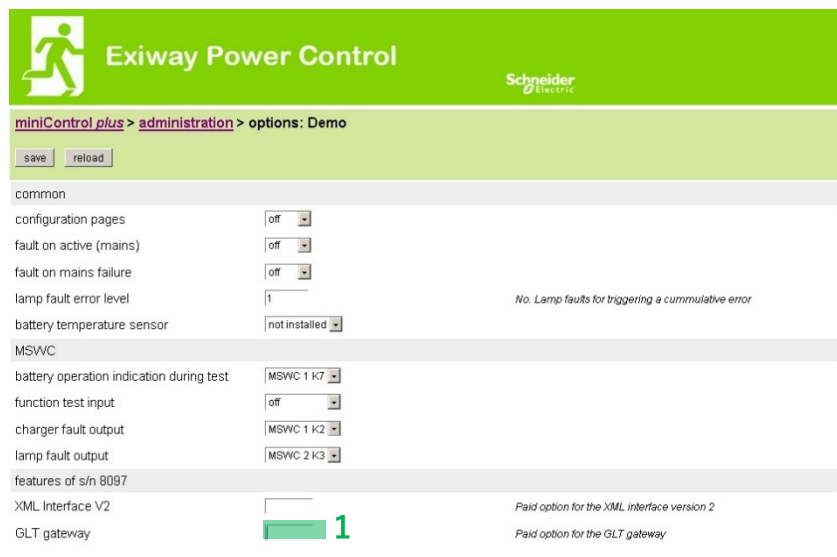 Exiway Power Control
Schneider Electric
miniControl plus > administration > options: Demo
save reload
common
configuration pages off
fault on active (mains) off
fault on mains failure off
lamp fault error level 1 No. Lamp faults for triggering a cummulative error
battery temperature sensor not installed
MSWC
battery operation indication during test MSWC 1 K7
function test input off
charger fault output MSWC 1 K2
lamp fault output MSWC 2 K3
features of s/n 8097
XML Interface V2 Paid option for the XML interface version 2
GLT gateway 1 Paid option for the GLT gateway